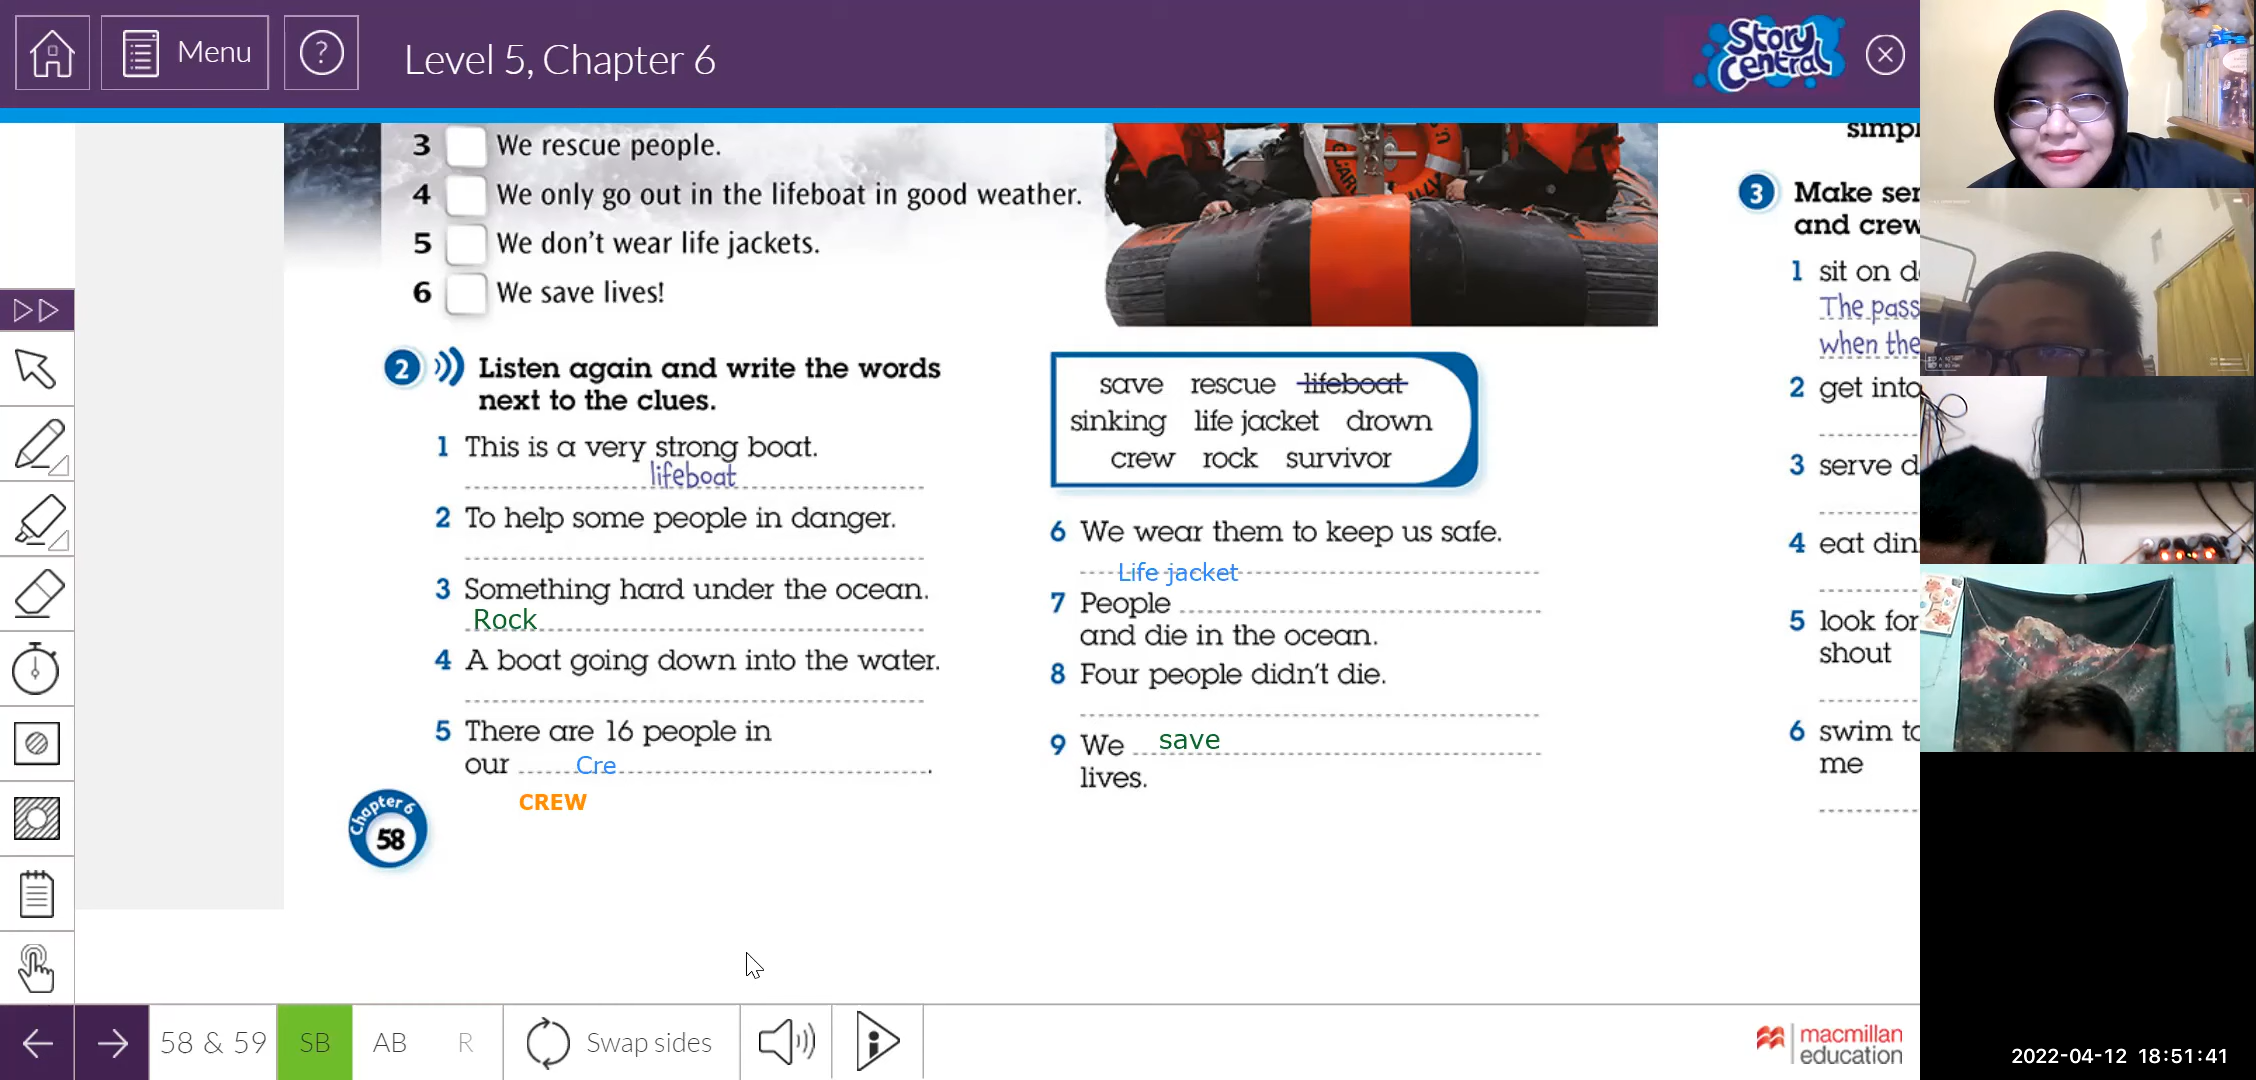 Menu
?
Level 5, Chapter 6
Story
Central
3 We rescue people.
4 We only go out in the lifeboat in good weather.
5 We don't wear life jackets.
6 We save lives!
2 Listen again and write the words
next to the clues.
1 This is a very strong boat.
lifeboat
2 To help some people in danger.
3 Something hard under the ocean.
Rock
4 A boat going down into the water.
5 There are 16 people in
our Cre.
CREW
Chapter 6
58
save rescue lifeboat
sinking life jacket drown
crew rock survivor
6 We wear them to keep us safe.
Life jacket
7 People
and die in the ocean.
8 Four people didn't die.
9 We save
lives.
simpl
3 Make sen
and crew
1 sit on d
The pass
when the
2 get into
3 serve d
4 eat din
5 look for
shout
6 swim to
me
58 & 59
SB
AB
R
Swap sides
macmillan
education
2022-04-12 18:51:41